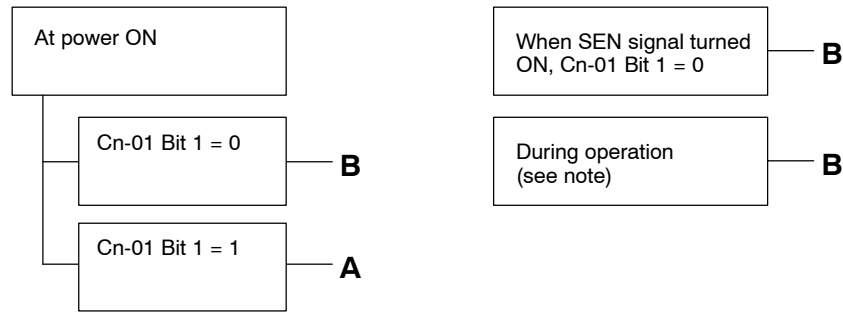 At power ON
Cn-01 Bit 1 = 0
B
Cn-01 Bit 1 = 1
A
When SEN signal turned
ON, Cn-01 Bit 1 = 0
B
During operation
(see note)
B